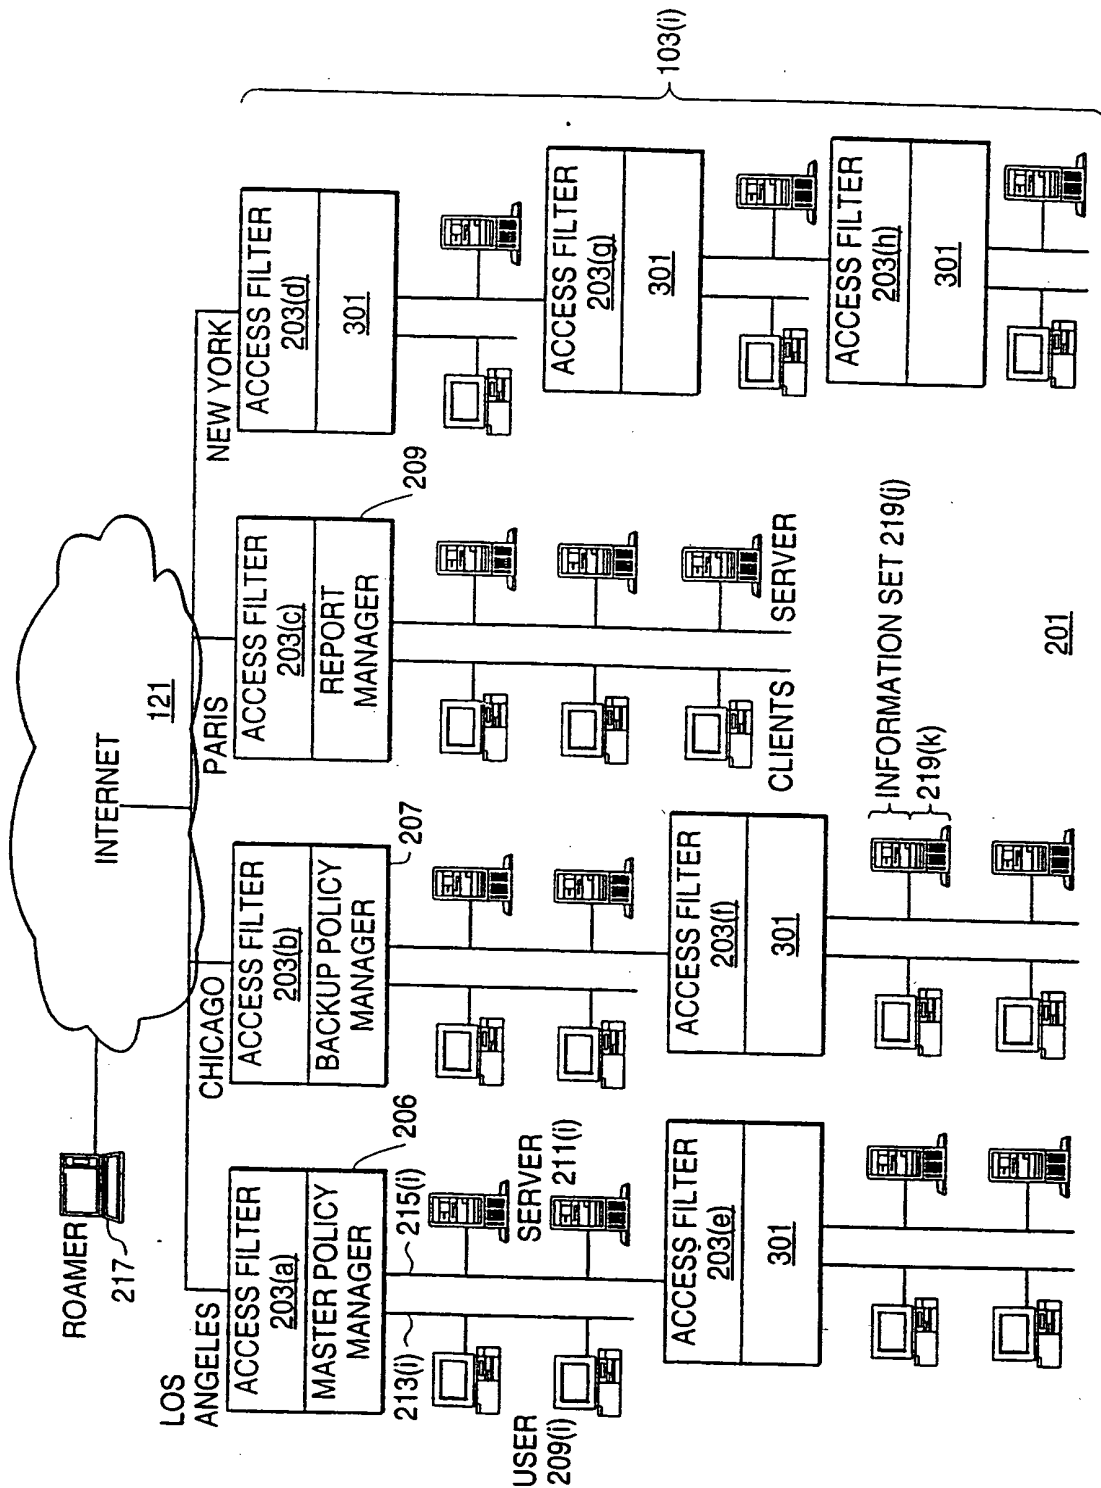 ROAMER
217
INTERNET
121
LOS
ANGELES
CHICAGO
PARIS
NEW YORK
ACCESS FILTER
203(a)
MASTER POLICY
MANAGER
206
213(i)
215(i)
USER
209(i)
SERVER
211(i)
ACCESS FILTER
203(e)
301
ACCESS FILTER
203(b)
BACKUP POLICY
MANAGER
207
ACCESS FILTER
203(f)
301
INFORMATION SET 219(j)
219(k)
ACCESS FILTER
203(c)
REPORT
MANAGER
209
CLIENTS
SERVER
ACCESS FILTER
203(d)
301
ACCESS FILTER
203(g)
301
ACCESS FILTER
203(h)
301
103(i)
201